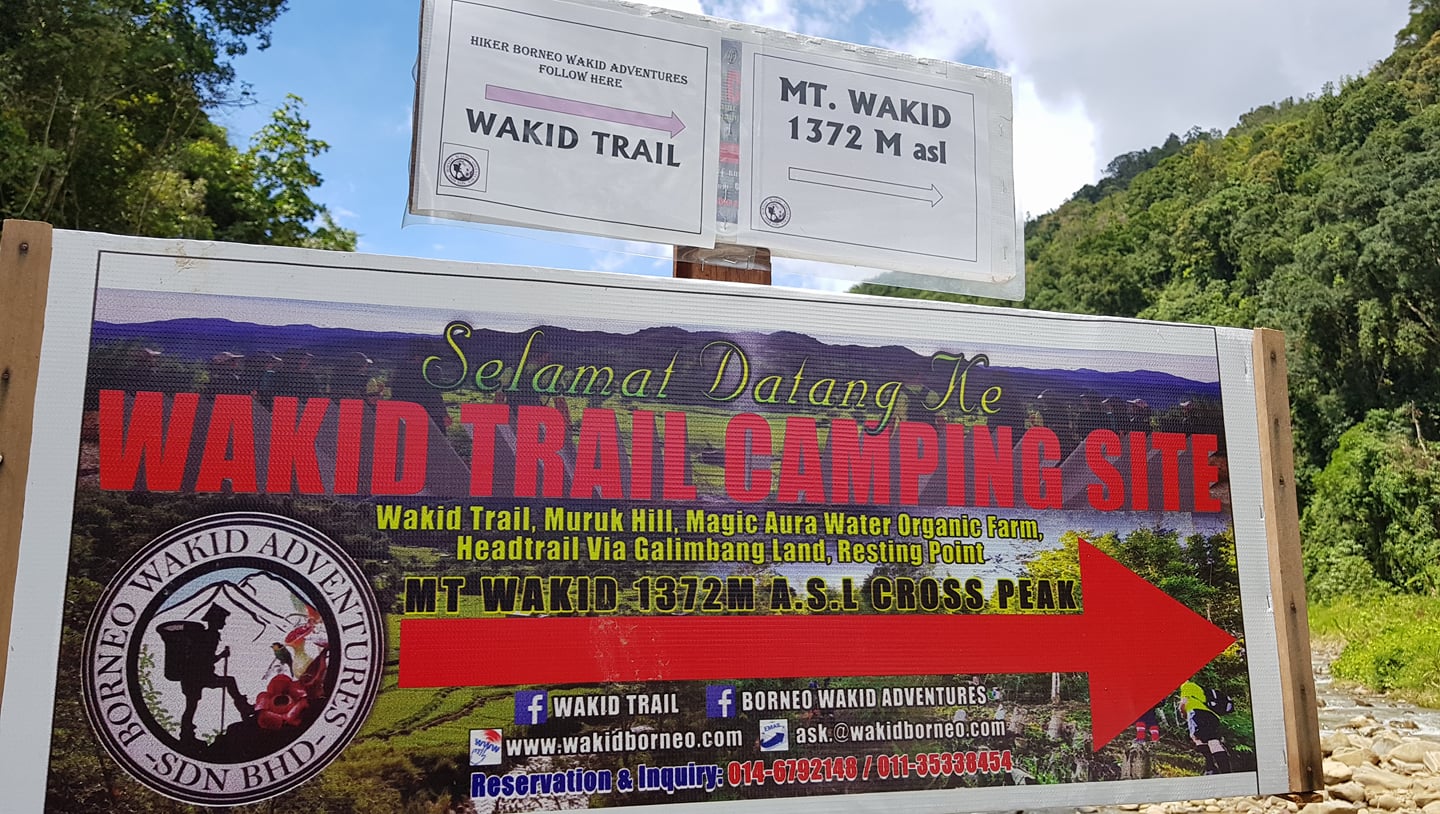 HIKER BORNEO WAKID ADVENTURES
FOLLOW HERE
WAKID TRAIL
MT. WAKID
1372 M asl
Selamat Datang Ke
WAKID TRAIL CAMPING SITE
Wakid Trail, Muruk Hill, Magic Aura Water Organic Farm,
Headtrail Via Galimbang Land, Resting Point
MT WAKID 1372M A.S.L CROSS PEAK
BORNEO WAKID ADVENTURES
-SDN BHD-
f WAKID TRAIL f BORNEO WAKID ADVENTURES
www www.wakidborneo.com EMAIL ask.@wakidborneo.com
Reservation & Inquiry: 014-6792148 / 011-35338454